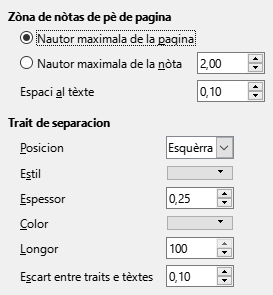 Zòna de nòtas de pè de pagina
Nautor maximala de la pagina
Nautor maximala de la nòta 2,00
Espaci al tèxte 0,10
Trait de separacion
Posicion Esquèrra
Estil
Espessor 0,25
Color
Longor 100
Escart entre traits e tèxtes 0,10